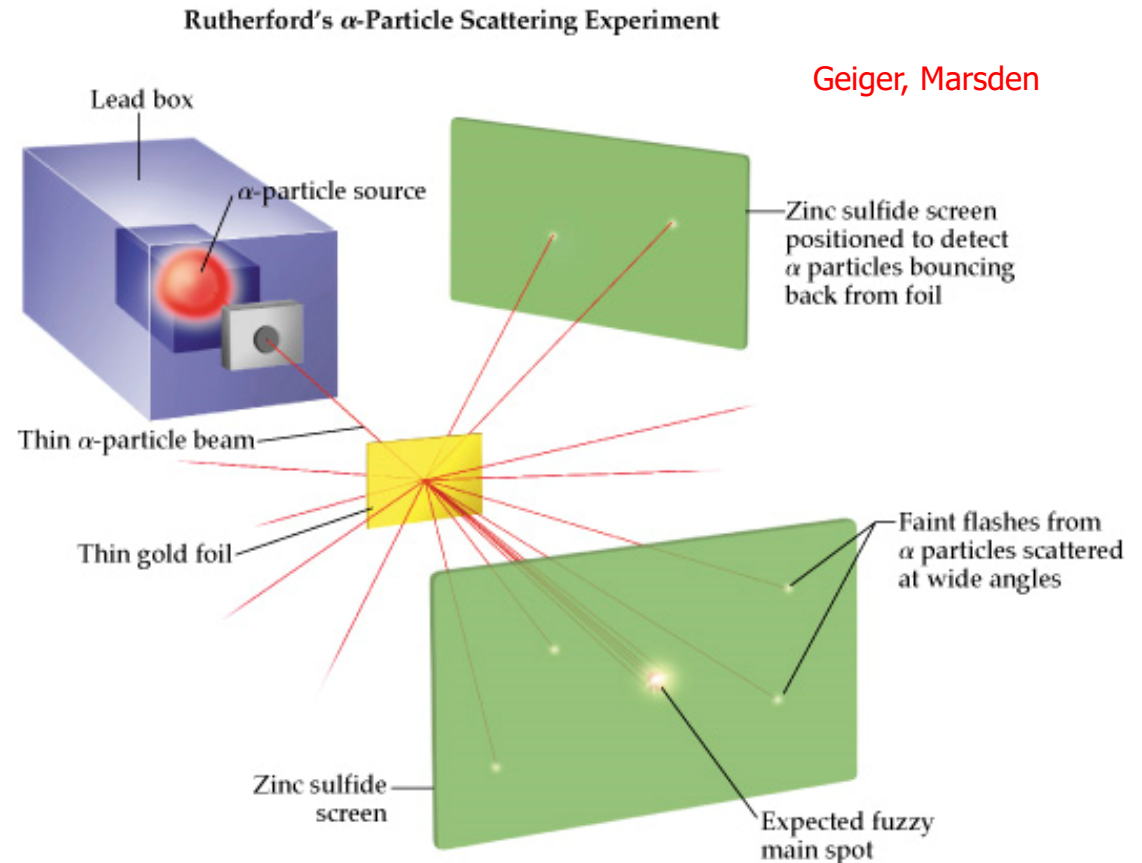 Rutherford's α-Particle Scattering Experiment
Geiger, Marsden
Lead box
α-particle source
Zinc sulfide screen
positioned to detect
α particles bouncing
back from foil
Thin α-particle beam
Thin gold foil
Faint flashes from
α particles scattered
at wide angles
Zinc sulfide
screen
Expected fuzzy
main spot